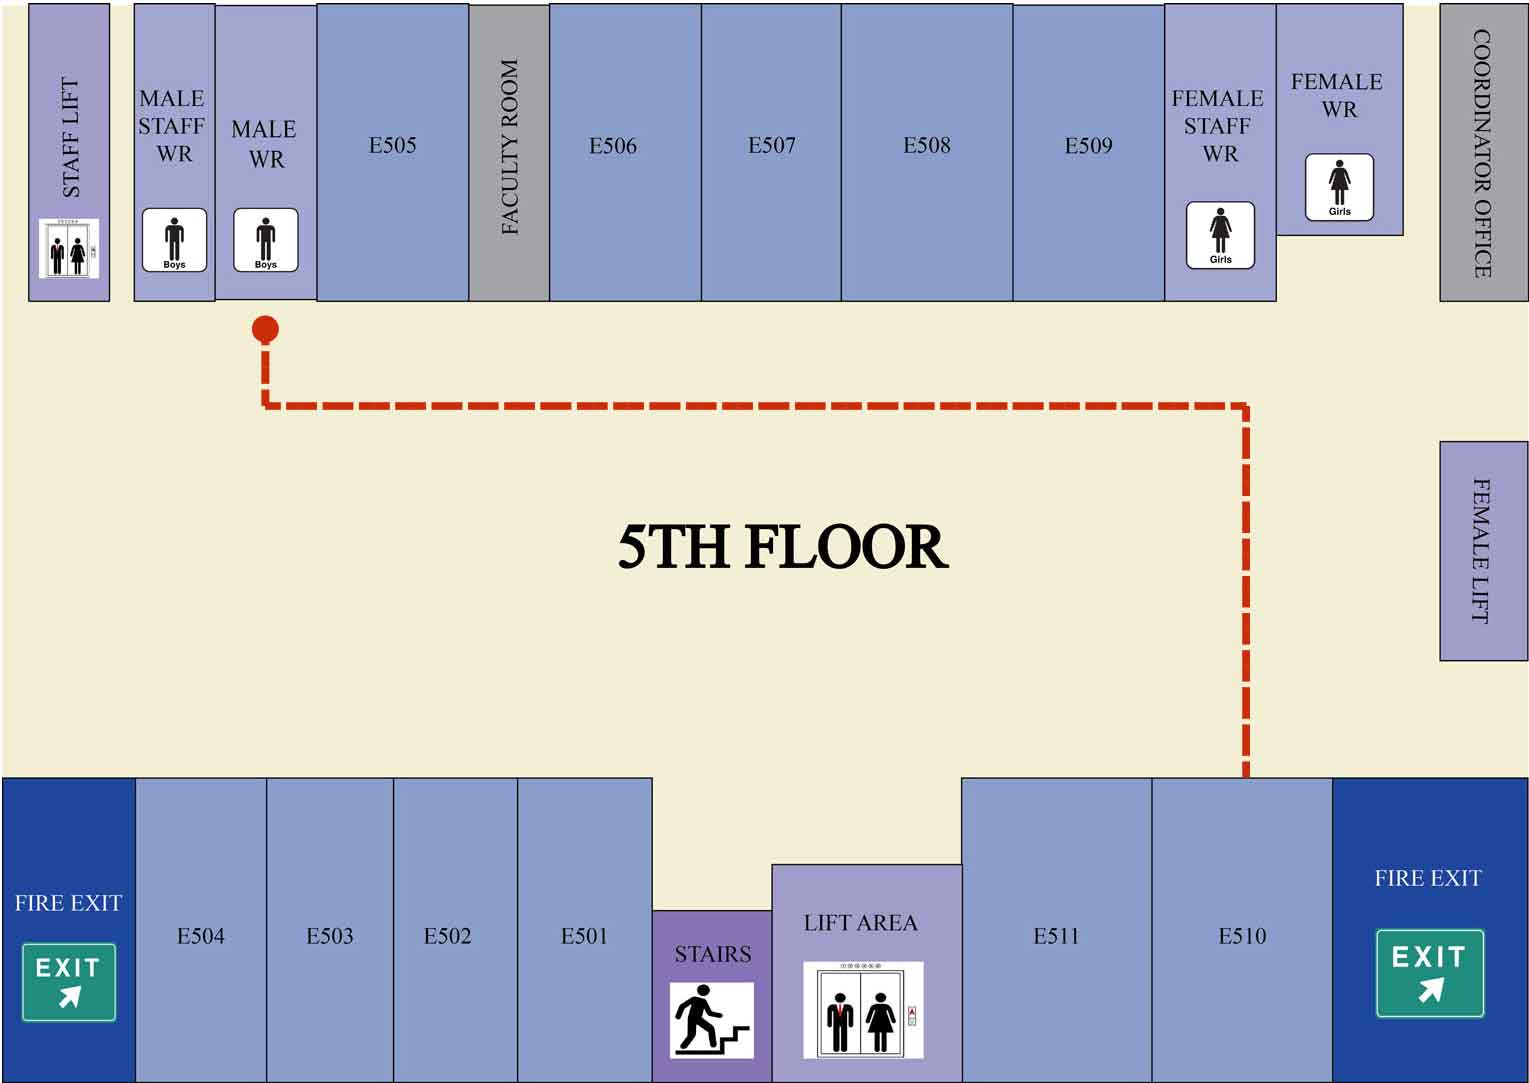 STAFF LIFT
MALE
STAFF
WR
Boys
MALE
WR
Boys
E505
FACULTY ROOM
E506
E507
E508
E509
FEMALE
STAFF
WR
Girls
FEMALE
WR
Girls
COORDINATOR OFFICE
5TH FLOOR
FEMALE LIFT
FIRE EXIT
EXIT
E504
E503
E502
E501
STAIRS
LIFT AREA
E511
E510
FIRE EXIT
EXIT